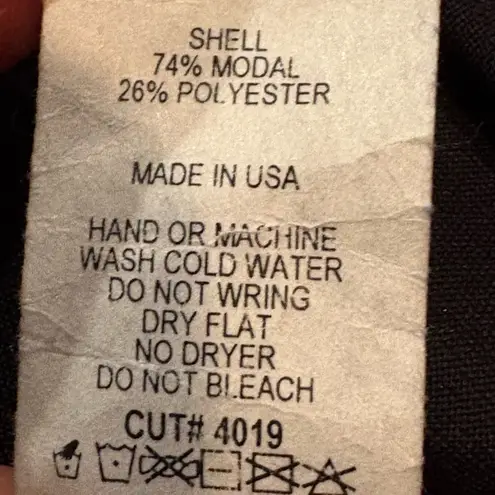 SHELL
74% MODAL
26% POLYESTER
MADE IN USA
HAND OR MACHINE
WASH COLD WATER
DO NOT WRING
DRY FLAT
NO DRYER
DO NOT BLEACH
CUT# 4019